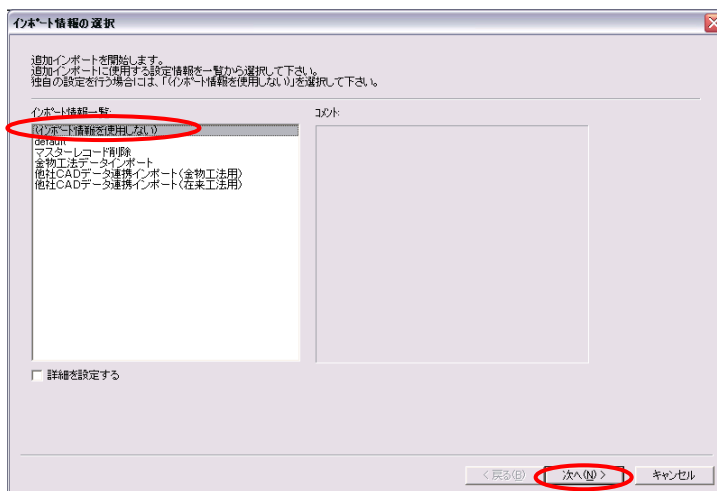 インポート情報の選択
追加インポートを開始します。
追加インポートに使用する設定情報を一覧から選択して下さい。
独自の設定を行う場合には、「(インポート情報を使用しない)」を選択して下さい。
インポート情報一覧:
コメント:
(インポート情報を使用しない)
default
マスターレコード削除
金物工法データインポート
他社CADデータ連携インポート(金物工法用)
他社CADデータ連携インポート(在来工法用)
詳細を設定する
< 戻る(B)
次へ(N) >
キャンセル